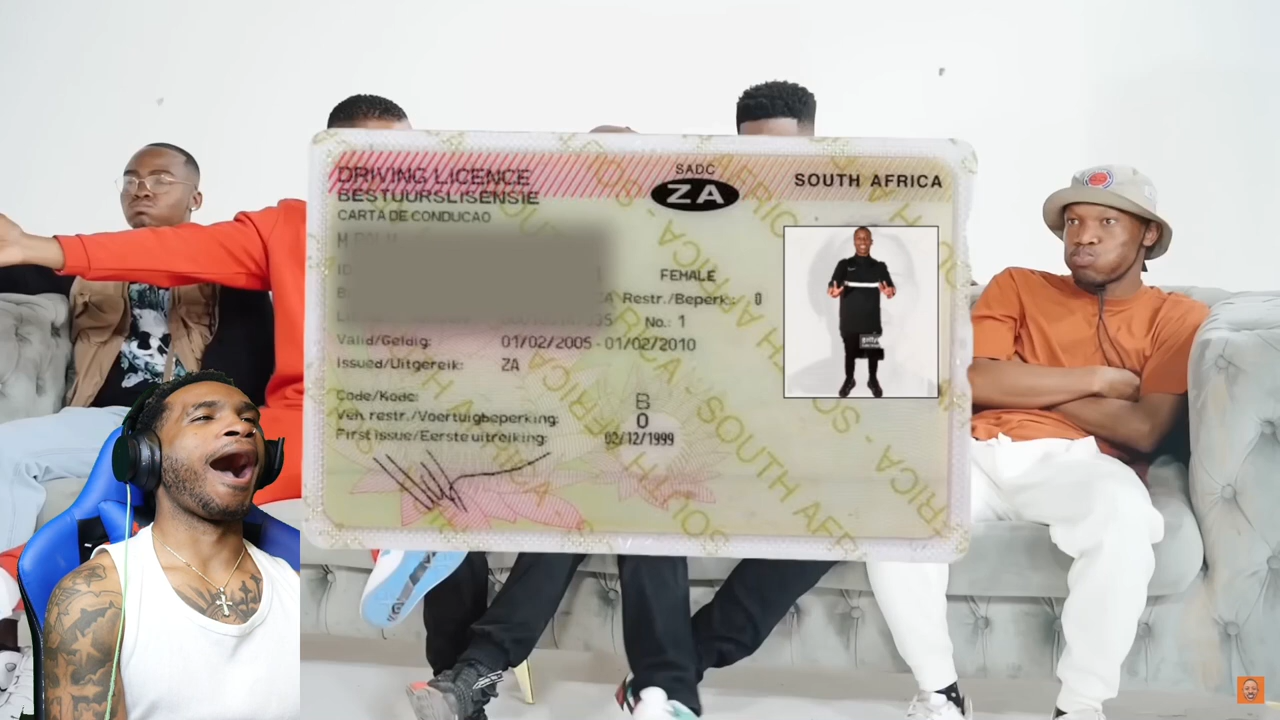 DRIVING LICENCE
BESTUURSLISENSIE
CARTA DE CONDUCAO
SADC
ZA
SOUTH AFRICA
FEMALE
Restr./Beperk: 0
No.: 1
Valid/Geldig: 01/02/2005 - 01/02/2010
Issued/Uitgereik: ZA
Code/Kode: B
Veh. restr./Voertuigbeperking: 0
First issue/Eerste uitreiking: 02/12/1999